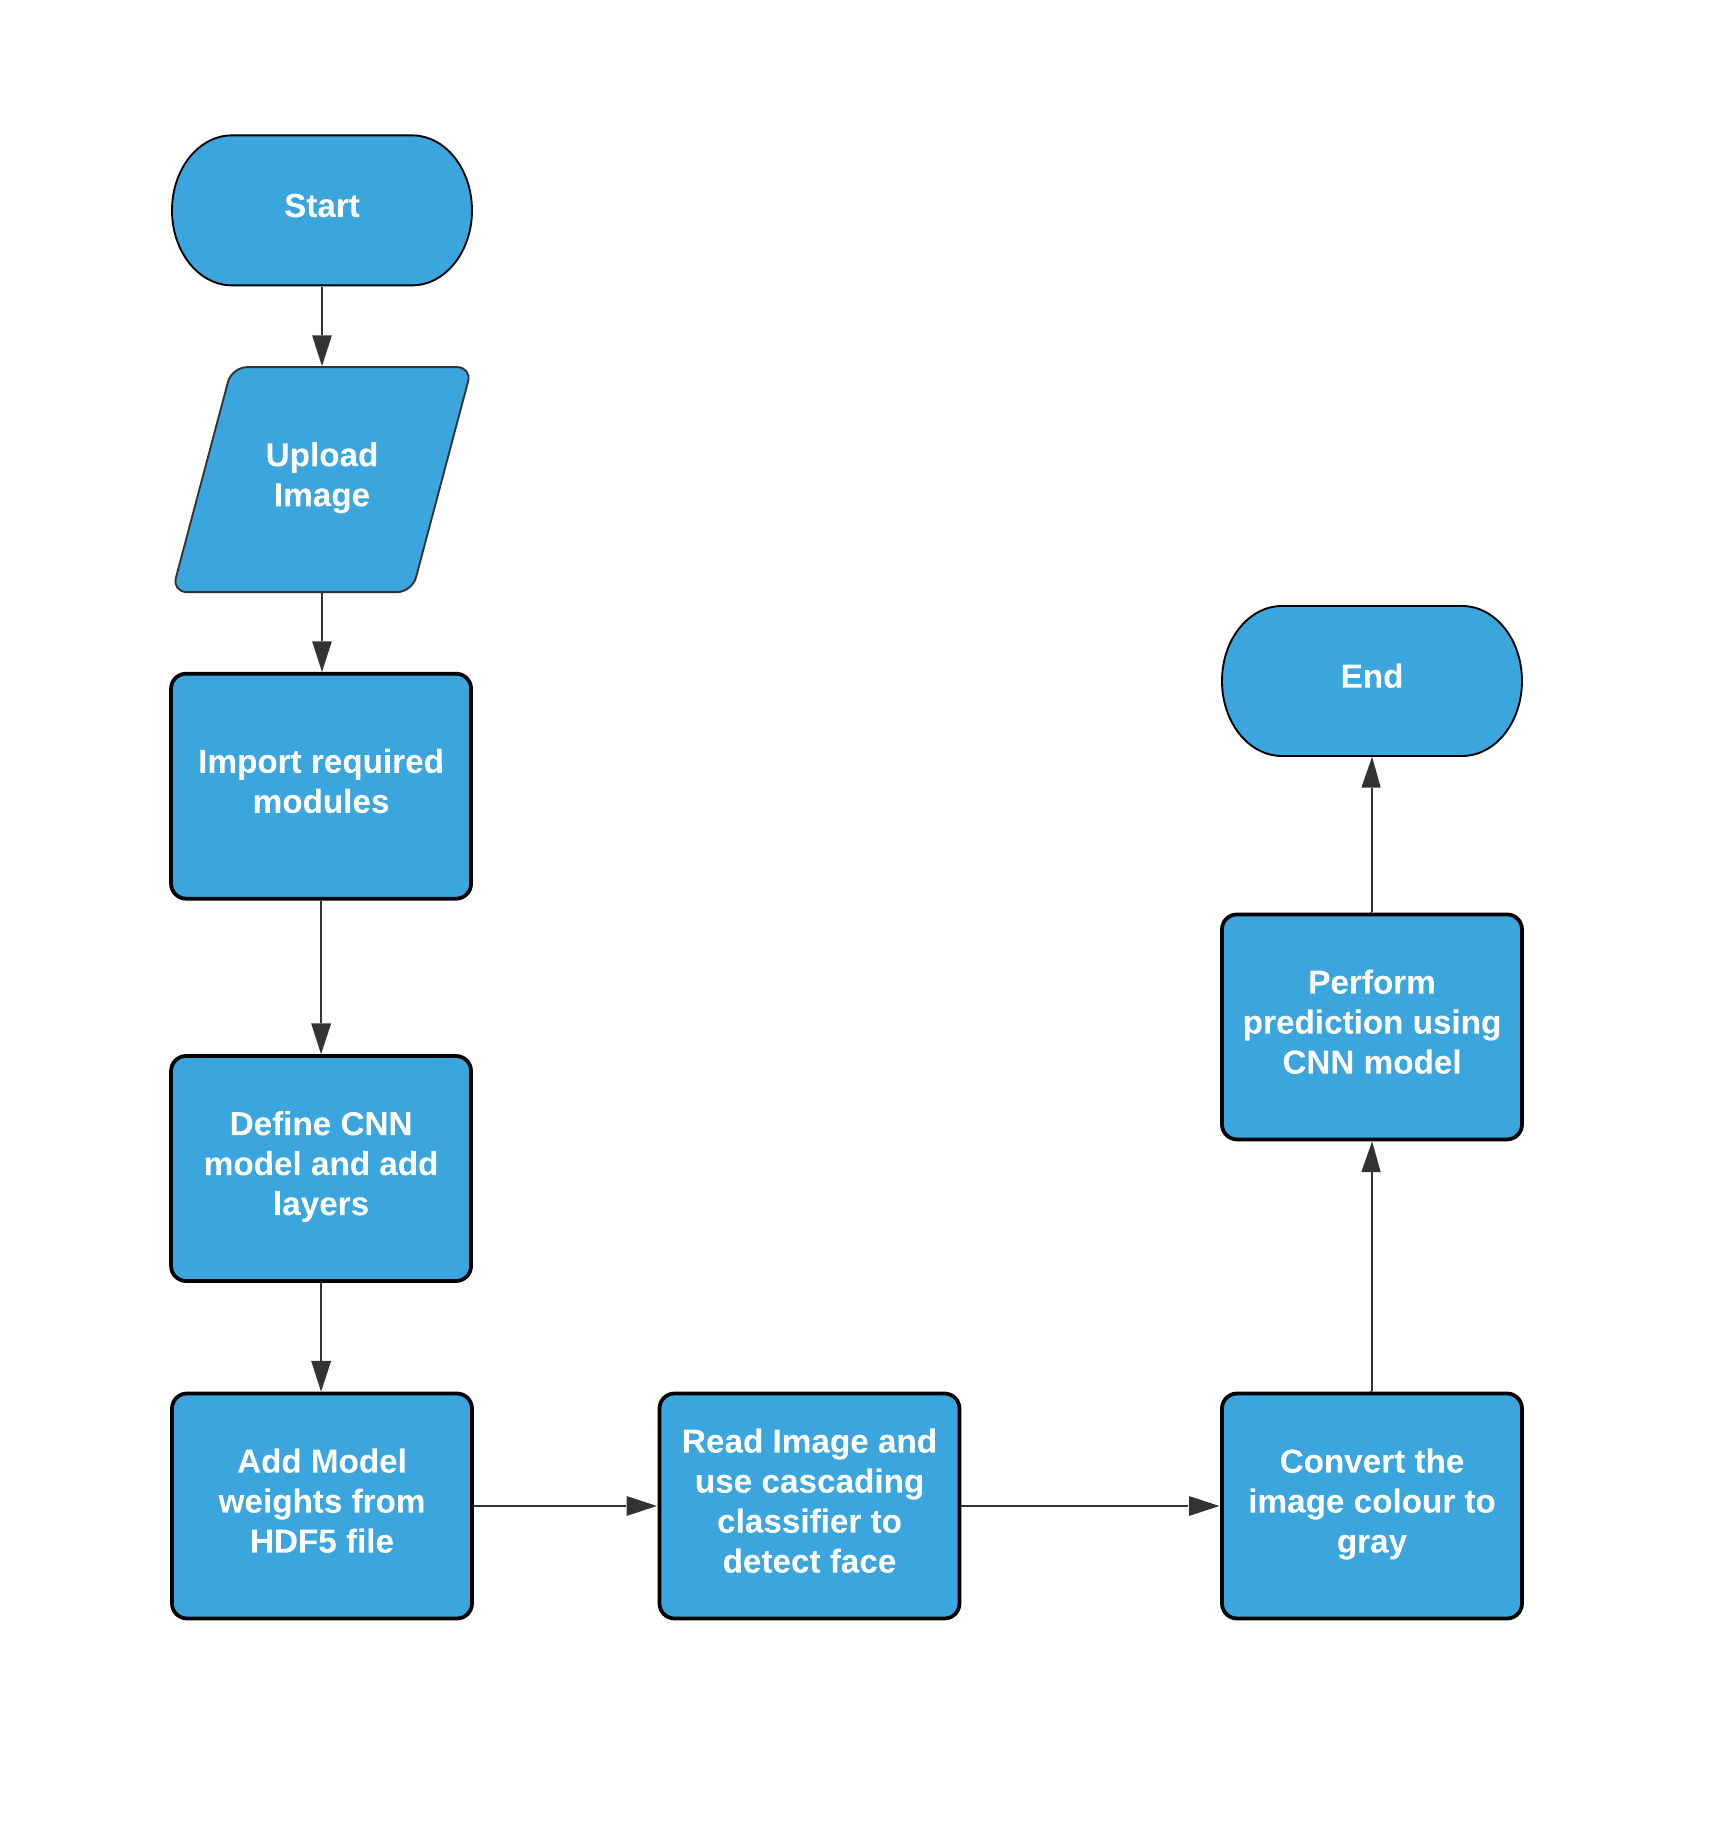 Start
Upload
Image
Import required
modules
Define CNN
model and add
layers
Add Model
weights from
HDF5 file
Read Image and
use cascading
classifier to
detect face
Convert the
image colour to
gray
Perform
prediction using
CNN model
End